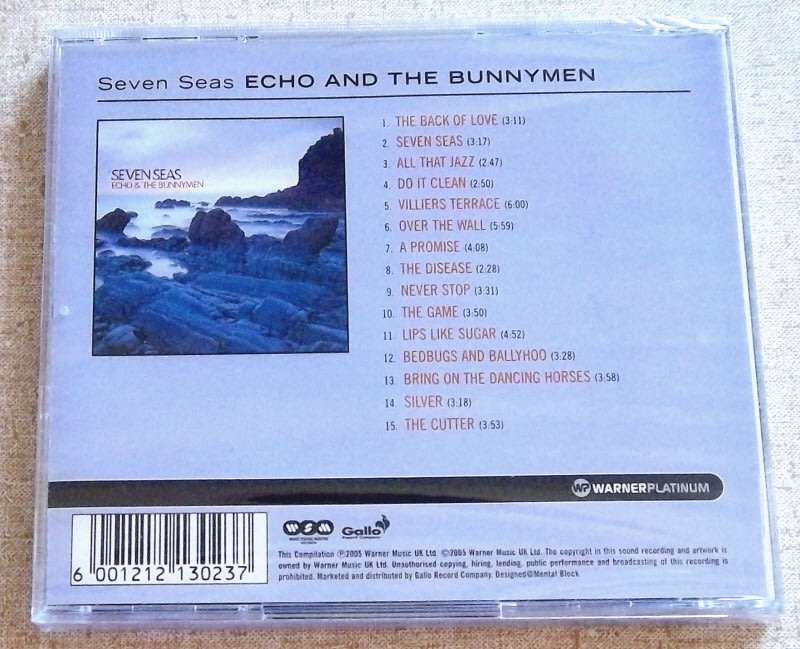 Seven Seas ECHO AND THE BUNNYMEN
SEVEN SEAS
ECHO & THE BUNNYMEN
1. THE BACK OF LOVE (3:11)
2. SEVEN SEAS (3:17)
3. ALL THAT JAZZ (2.47)
4. DO IT CLEAN (2:50)
5. VILLIERS TERRACE (6:00)
6. OVER THE WALL (5:59)
7. A PROMISE (4:08)
8. THE DISEASE (2:28)
9. NEVER STOP (3:31)
10. THE GAME (3:50)
11. LIPS LIKE SUGAR (4:52)
12. BEDBUGS AND BALLYHOO (3:28)
13. BRING ON THE DANCING HORSES (3:58)
14. SILVER (3.18)
15. THE CUTTER (3:53)
WP WARNERPLATINUM
WSM
Gallo
Record Company
6 001212 130237
This Compilation ℗2005 Warner Music UK Ltd. ©2005 Warner Music UK Ltd. The copyright in this sound recording and artwork is
owned by Warner Music UK Ltd. Unauthorised copying, hiring, lending, public performance and broadcasting of this recording is
prohibited. Marketed and distributed by Gallo Record Company. Designed@Mental Block